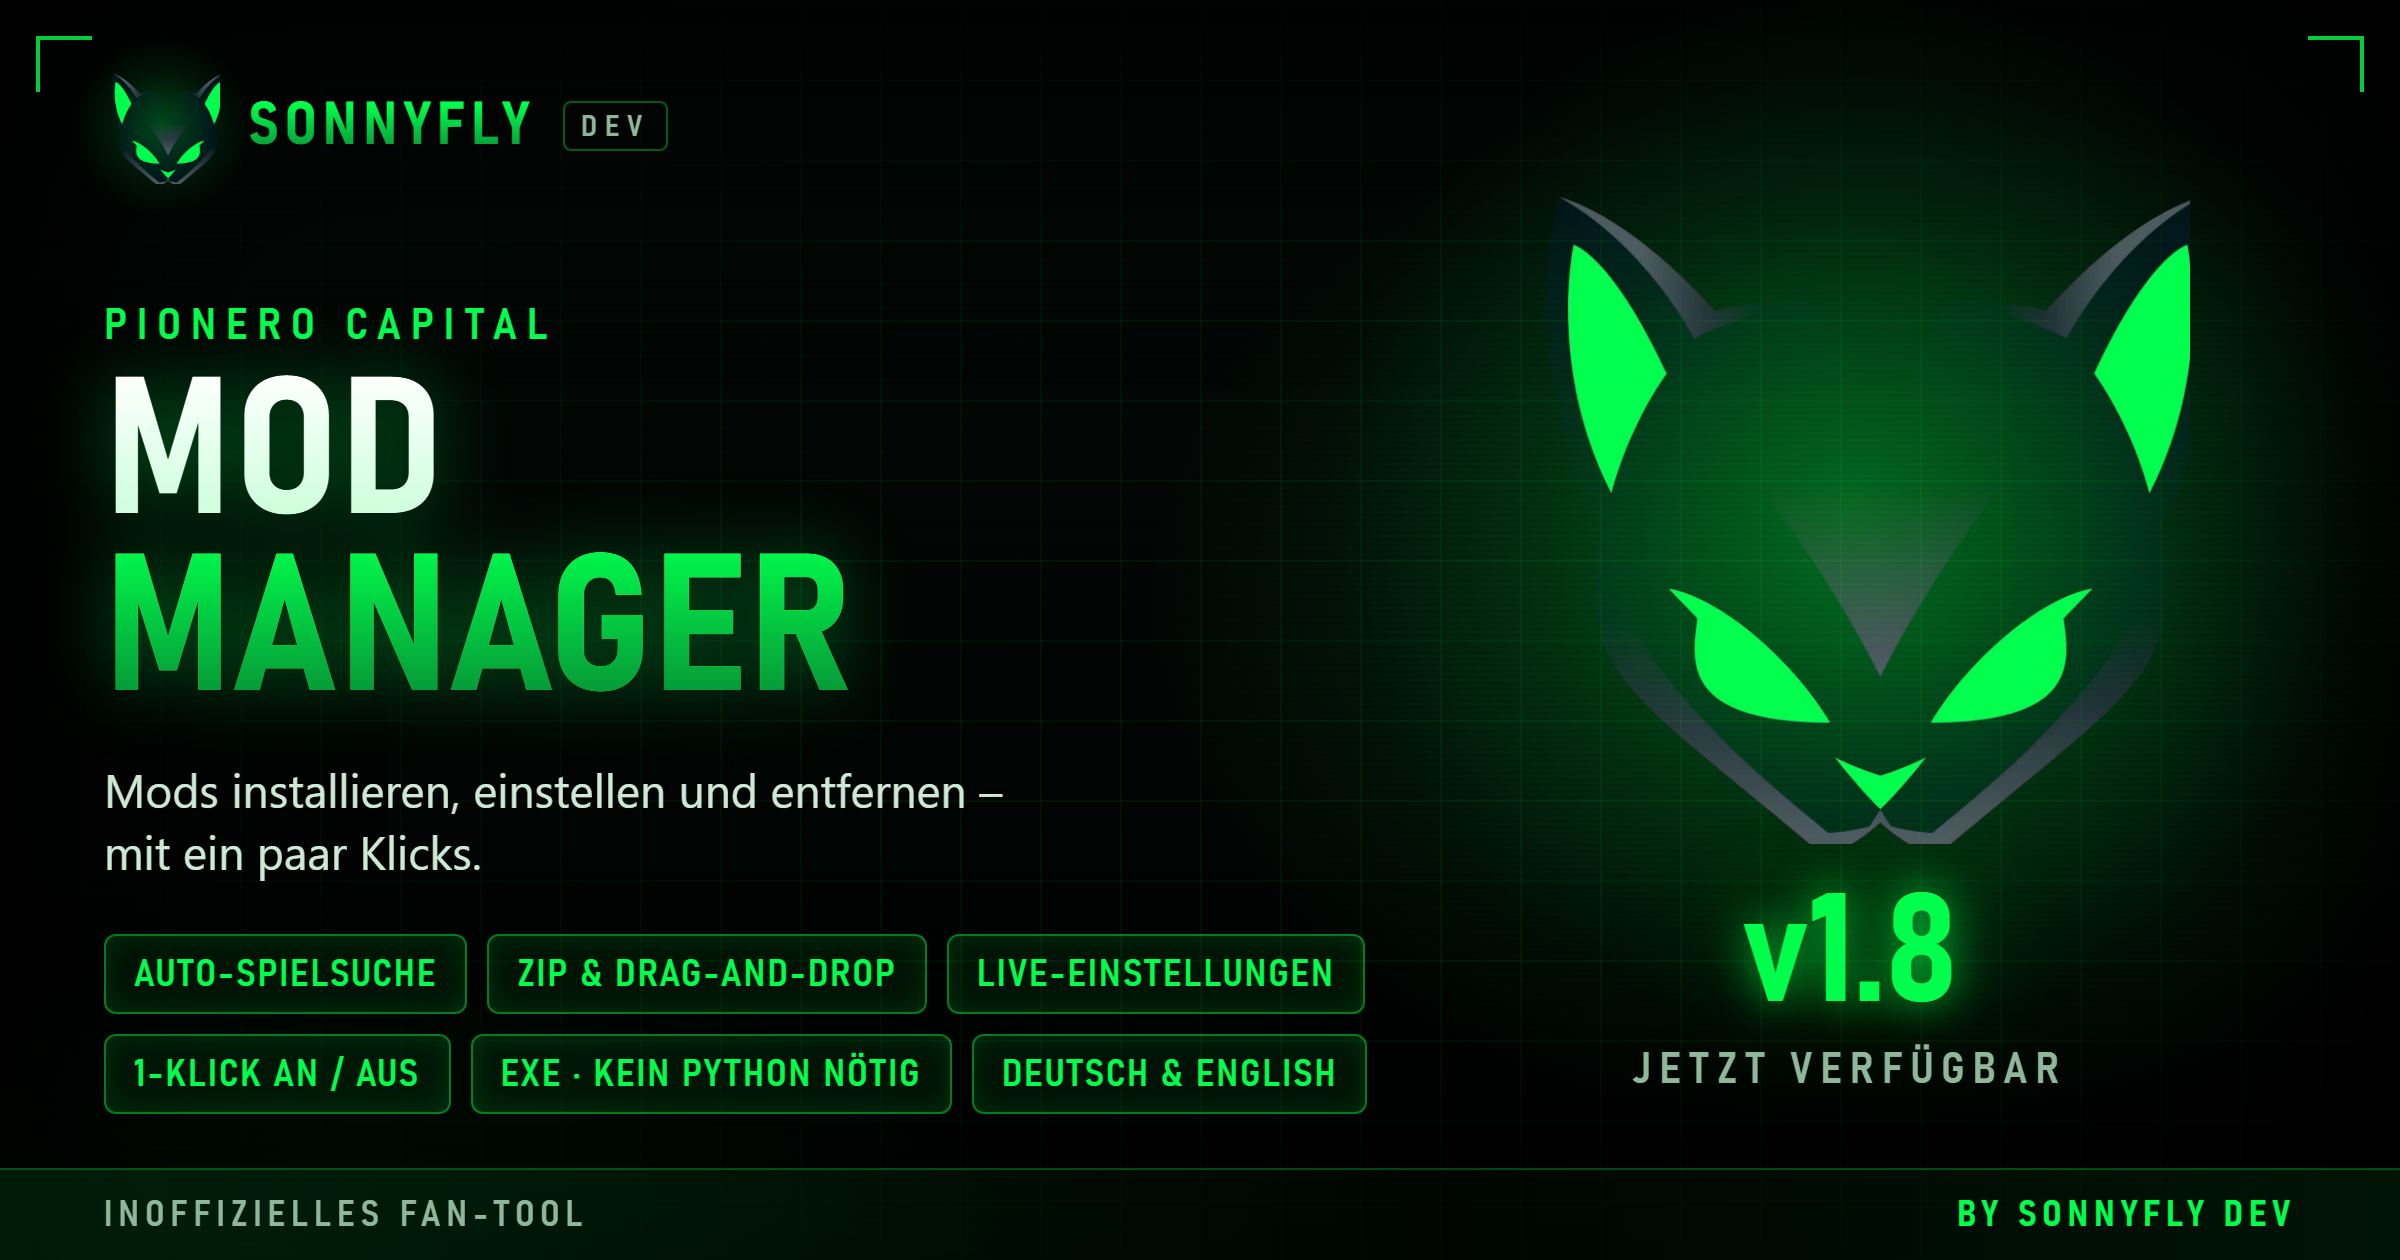 SONNYFLY DEV
PIONERO CAPITAL
MOD
MANAGER
Mods installieren, einstellen und entfernen –
mit ein paar Klicks.
AUTO-SPIELSUCHE ZIP & DRAG-AND-DROP LIVE-EINSTELLUNGEN
1-KLICK AN / AUS EXE · KEIN PYTHON NÖTIG DEUTSCH & ENGLISH
v1.8
JETZT VERFÜGBAR
INOFFIZIELLES FAN-TOOL
BY SONNYFLY DEV